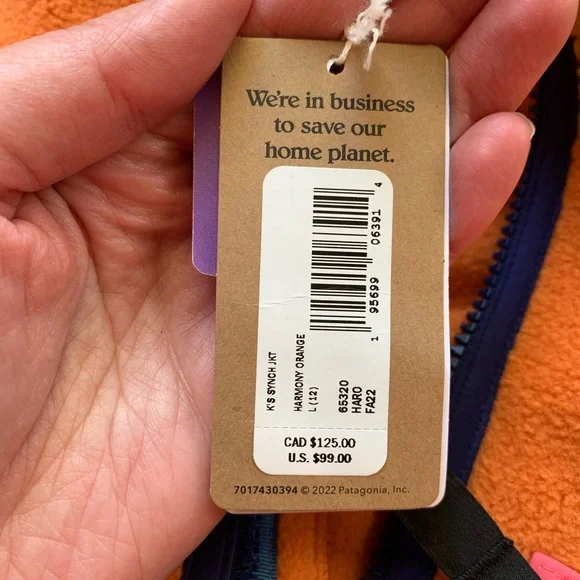 We're in business
to save our
home planet.
K'S SYNCH JKT
HARMONY ORANGE
L (12)
65320
HARO
FA22
1 95699 06391 4
CAD $125.00
U.S. $99.00
7017430394 © 2022 Patagonia, Inc.